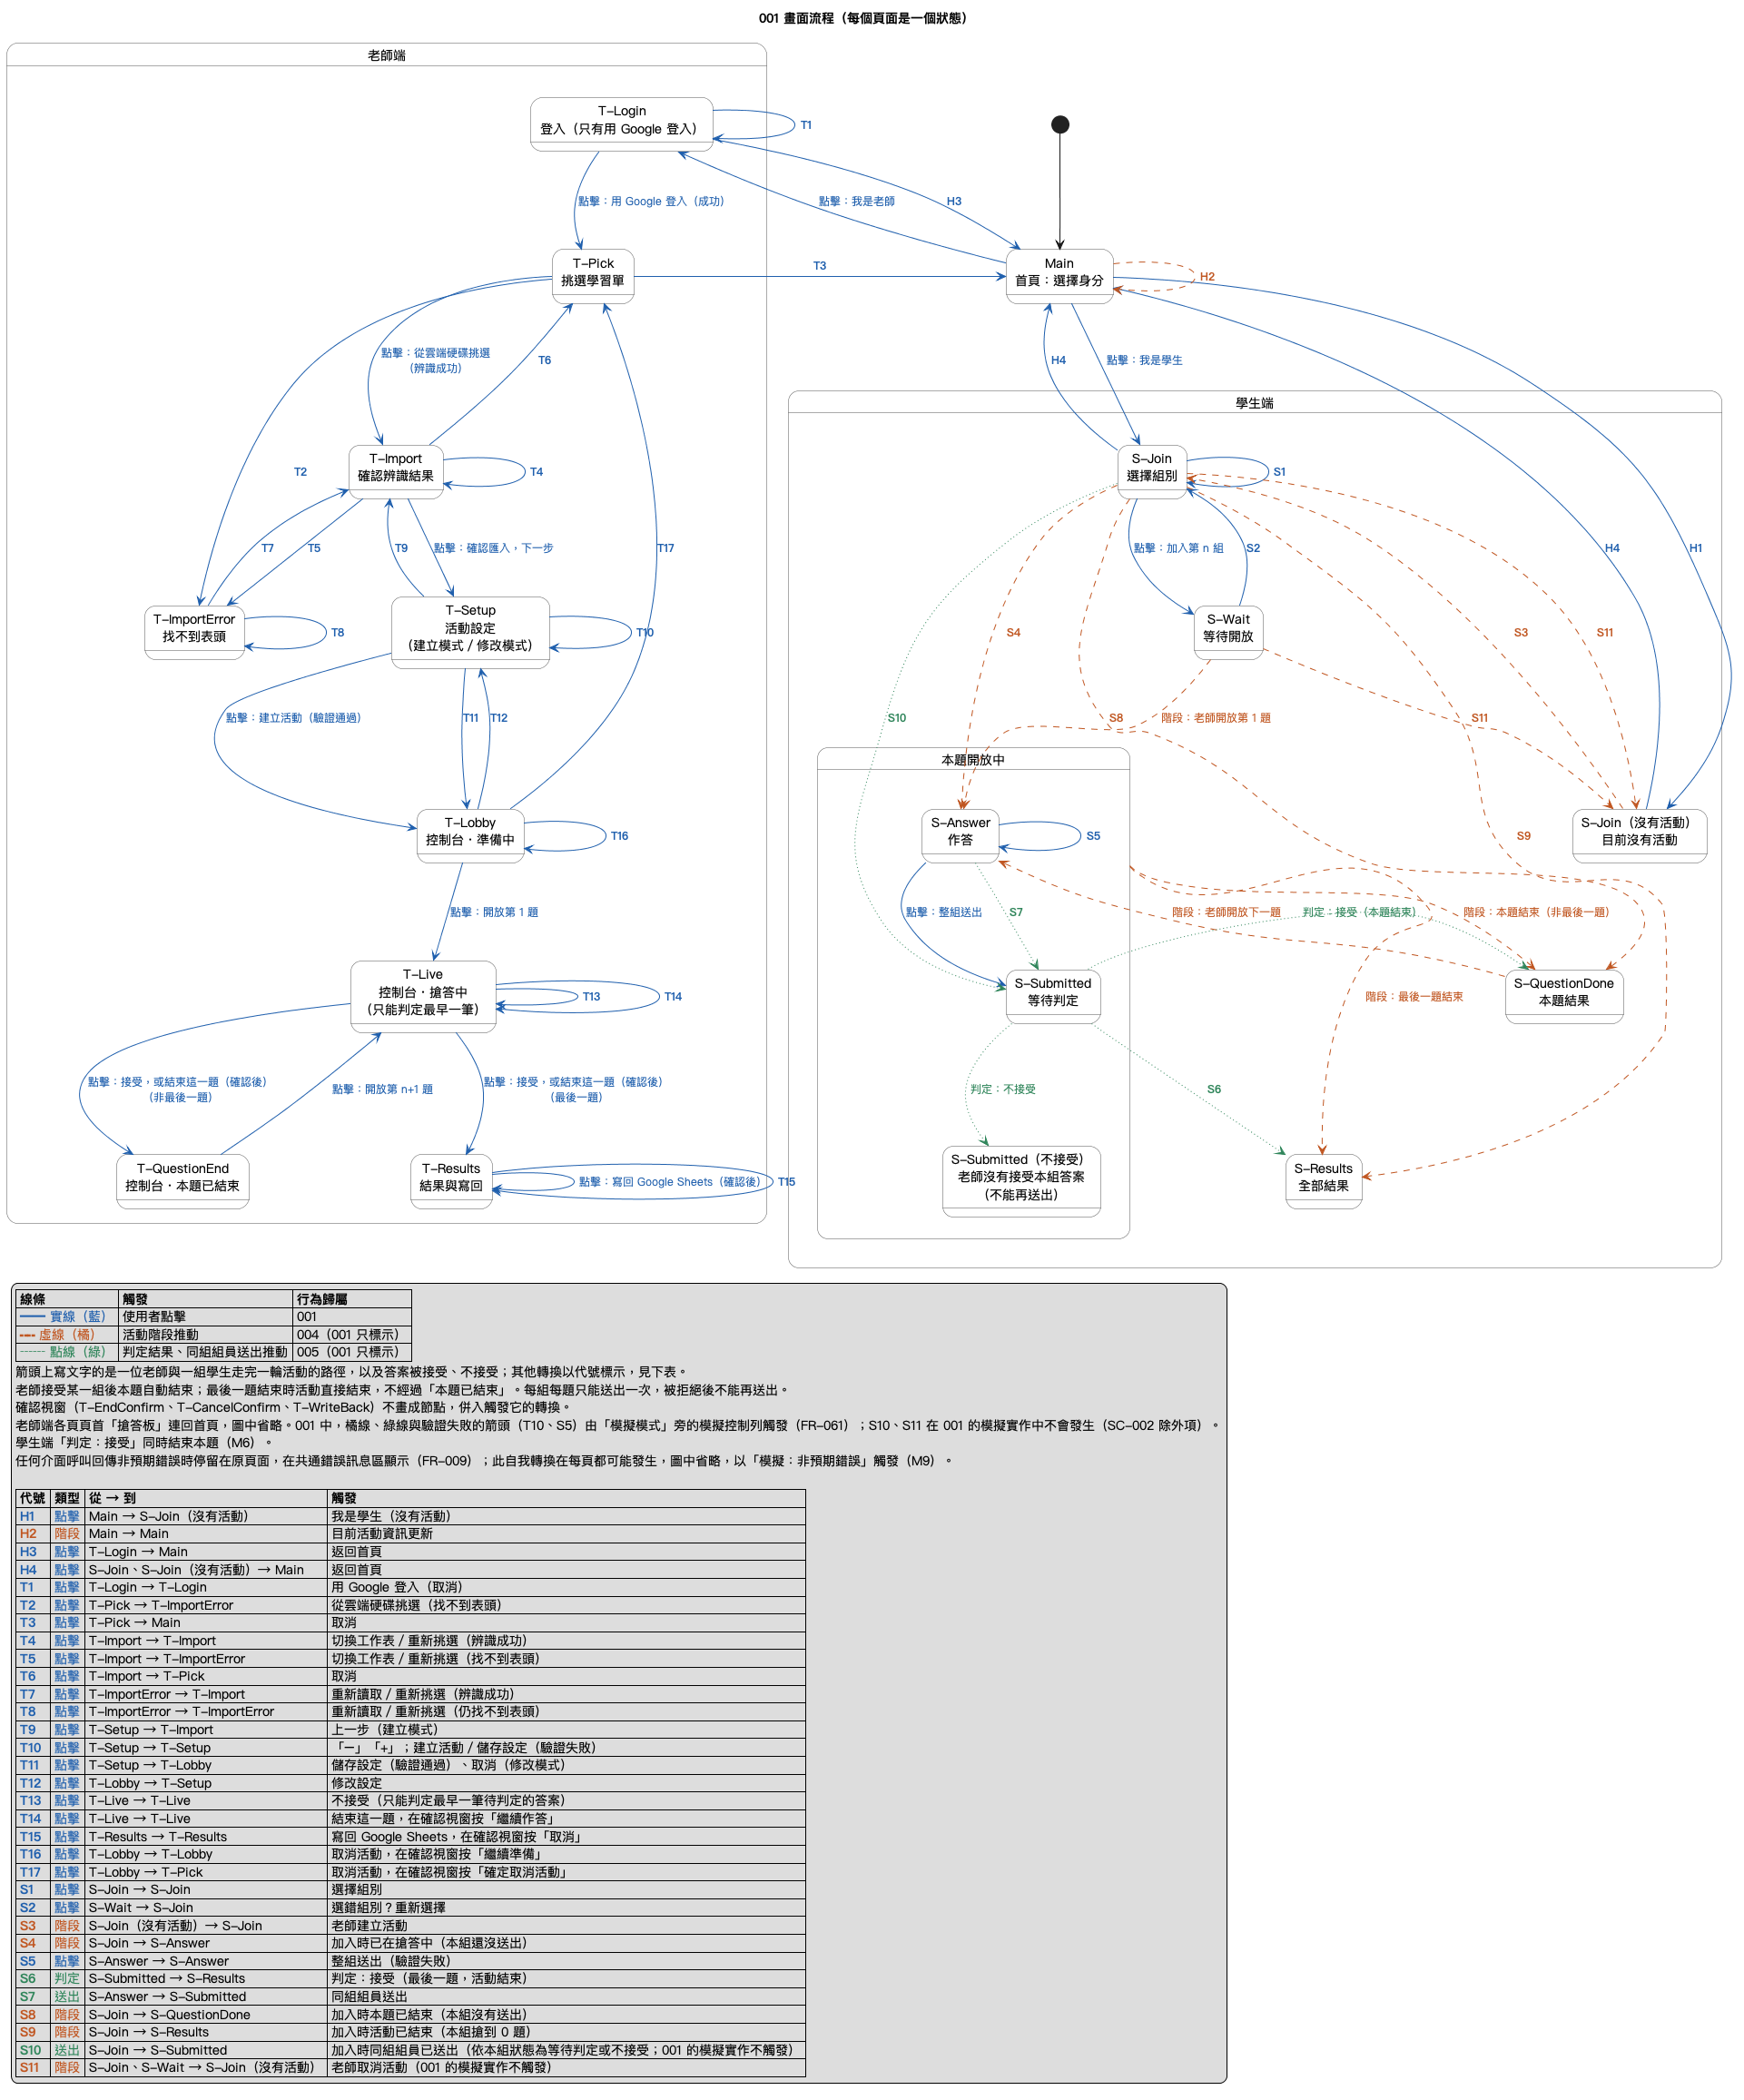 001 畫面流程（每個頁面是一個狀態）
老師端
T–Login
登入（只有用 Google 登入）
T1
點擊：用 Google 登入（成功）
點擊：我是老師
H3
T–Pick
挑選學習單
T3
Main
首頁：選擇身分
H2
點擊：從雲端硬碟挑選
（辨識成功）
T6
H4
點擊：我是學生
學生端
T–Import
確認辨識結果
T4
T2
S–Join
選擇組別
S1
T7
T5
T9
點擊：確認匯入，下一步
T17
點擊：加入第 n 組
S2
H4
H1
T–ImportError
找不到表頭
T8
T–Setup
活動設定
（建立模式 / 修改模式）
T10
S4
S–Wait
等待開放
S3
S11
點擊：建立活動（驗證通過）
T11
T12
S10
S8
階段：老師開放第 1 題
S11
本題開放中
T–Lobby
控制台・準備中
T16
S–Answer
作答
S5
S9
S–Join（沒有活動）
目前沒有活動
點擊：開放第 1 題
點擊：整組送出
S7
階段：老師開放下一題
判定：接受（本題結束）
階段：本題結束（非最後一題）
T–Live
控制台・搶答中
（只能判定最早一筆）
T13
T14
S–Submitted
等待判定
階段：最後一題結束
S–QuestionDone
本題結果
點擊：接受，或結束這一題（確認後）
（非最後一題）
點擊：開放第 n+1 題
點擊：接受，或結束這一題（確認後）
（最後一題）
判定：不接受
S6
T–QuestionEnd
控制台・本題已結束
T–Results
結果與寫回
點擊：寫回 Google Sheets（確認後）
T15
S–Submitted（不接受）
老師沒有接受本組答案
（不能再送出）
S–Results
全部結果
線條 觸發 行為歸屬
實線（藍） 使用者點擊 001
虛線（橘） 活動階段推動 004（001 只標示）
點線（綠） 判定結果、同組組員送出推動 005（001 只標示）
箭頭上寫文字的是一位老師與一組學生走完一輪活動的路徑，以及答案被接受、不接受；其他轉換以代號標示，見下表。
老師接受某一組後本題自動結束；最後一題結束時活動直接結束，不經過「本題已結束」。每組每題只能送出一次，被拒絕後不能再送出。
確認視窗（T–EndConfirm、T–CancelConfirm、T–WriteBack）不畫成節點，併入觸發它的轉換。
老師端各頁頁首「搶答板」連回首頁，圖中省略。001 中，橘線、綠線與驗證失敗的箭頭（T10、S5）由「模擬模式」旁的模擬控制列觸發（FR–061）；S10、S11 在 001 的模擬實作中不會發生（SC–002 除外項）。
學生端「判定：接受」同時結束本題（M6）。
任何介面呼叫回傳非預期錯誤時停留在原頁面，在共通錯誤訊息區顯示（FR–009）；此自我轉換在每頁都可能發生，圖中省略，以「模擬：非預期錯誤」觸發（M9）。
代號 類型 從 → 到 觸發
H1 點擊 Main → S–Join（沒有活動） 我是學生（沒有活動）
H2 階段 Main → Main 目前活動資訊更新
H3 點擊 T–Login → Main 返回首頁
H4 點擊 S–Join、S–Join（沒有活動）→ Main 返回首頁
T1 點擊 T–Login → T–Login 用 Google 登入（取消）
T2 點擊 T–Pick → T–ImportError 從雲端硬碟挑選（找不到表頭）
T3 點擊 T–Pick → Main 取消
T4 點擊 T–Import → T–Import 切換工作表 / 重新挑選（辨識成功）
T5 點擊 T–Import → T–ImportError 切換工作表 / 重新挑選（找不到表頭）
T6 點擊 T–Import → T–Pick 取消
T7 點擊 T–ImportError → T–Import 重新讀取 / 重新挑選（辨識成功）
T8 點擊 T–ImportError → T–ImportError 重新讀取 / 重新挑選（仍找不到表頭）
T9 點擊 T–Setup → T–Import 上一步（建立模式）
T10 點擊 T–Setup → T–Setup 「−」「+」；建立活動 / 儲存設定（驗證失敗）
T11 點擊 T–Setup → T–Lobby 儲存設定（驗證通過）、取消（修改模式）
T12 點擊 T–Lobby → T–Setup 修改設定
T13 點擊 T–Live → T–Live 不接受（只能判定最早一筆待判定的答案）
T14 點擊 T–Live → T–Live 結束這一題，在確認視窗按「繼續作答」
T15 點擊 T–Results → T–Results 寫回 Google Sheets，在確認視窗按「取消」
T16 點擊 T–Lobby → T–Lobby 取消活動，在確認視窗按「繼續準備」
T17 點擊 T–Lobby → T–Pick 取消活動，在確認視窗按「確定取消活動」
S1 點擊 S–Join → S–Join 選擇組別
S2 點擊 S–Wait → S–Join 選錯組別？重新選擇
S3 階段 S–Join（沒有活動）→ S–Join 老師建立活動
S4 階段 S–Join → S–Answer 加入時已在搶答中（本組還沒送出）
S5 點擊 S–Answer → S–Answer 整組送出（驗證失敗）
S6 判定 S–Submitted → S–Results 判定：接受（最後一題，活動結束）
S7 送出 S–Answer → S–Submitted 同組組員送出
S8 階段 S–Join → S–QuestionDone 加入時本題已結束（本組沒有送出）
S9 階段 S–Join → S–Results 加入時活動已結束（本組搶到 0 題）
S10 送出 S–Join → S–Submitted 加入時同組組員已送出（依本組狀態為等待判定或不接受；001 的模擬實作不觸發）
S11 階段 S–Join、S–Wait → S–Join（沒有活動） 老師取消活動（001 的模擬實作不觸發）